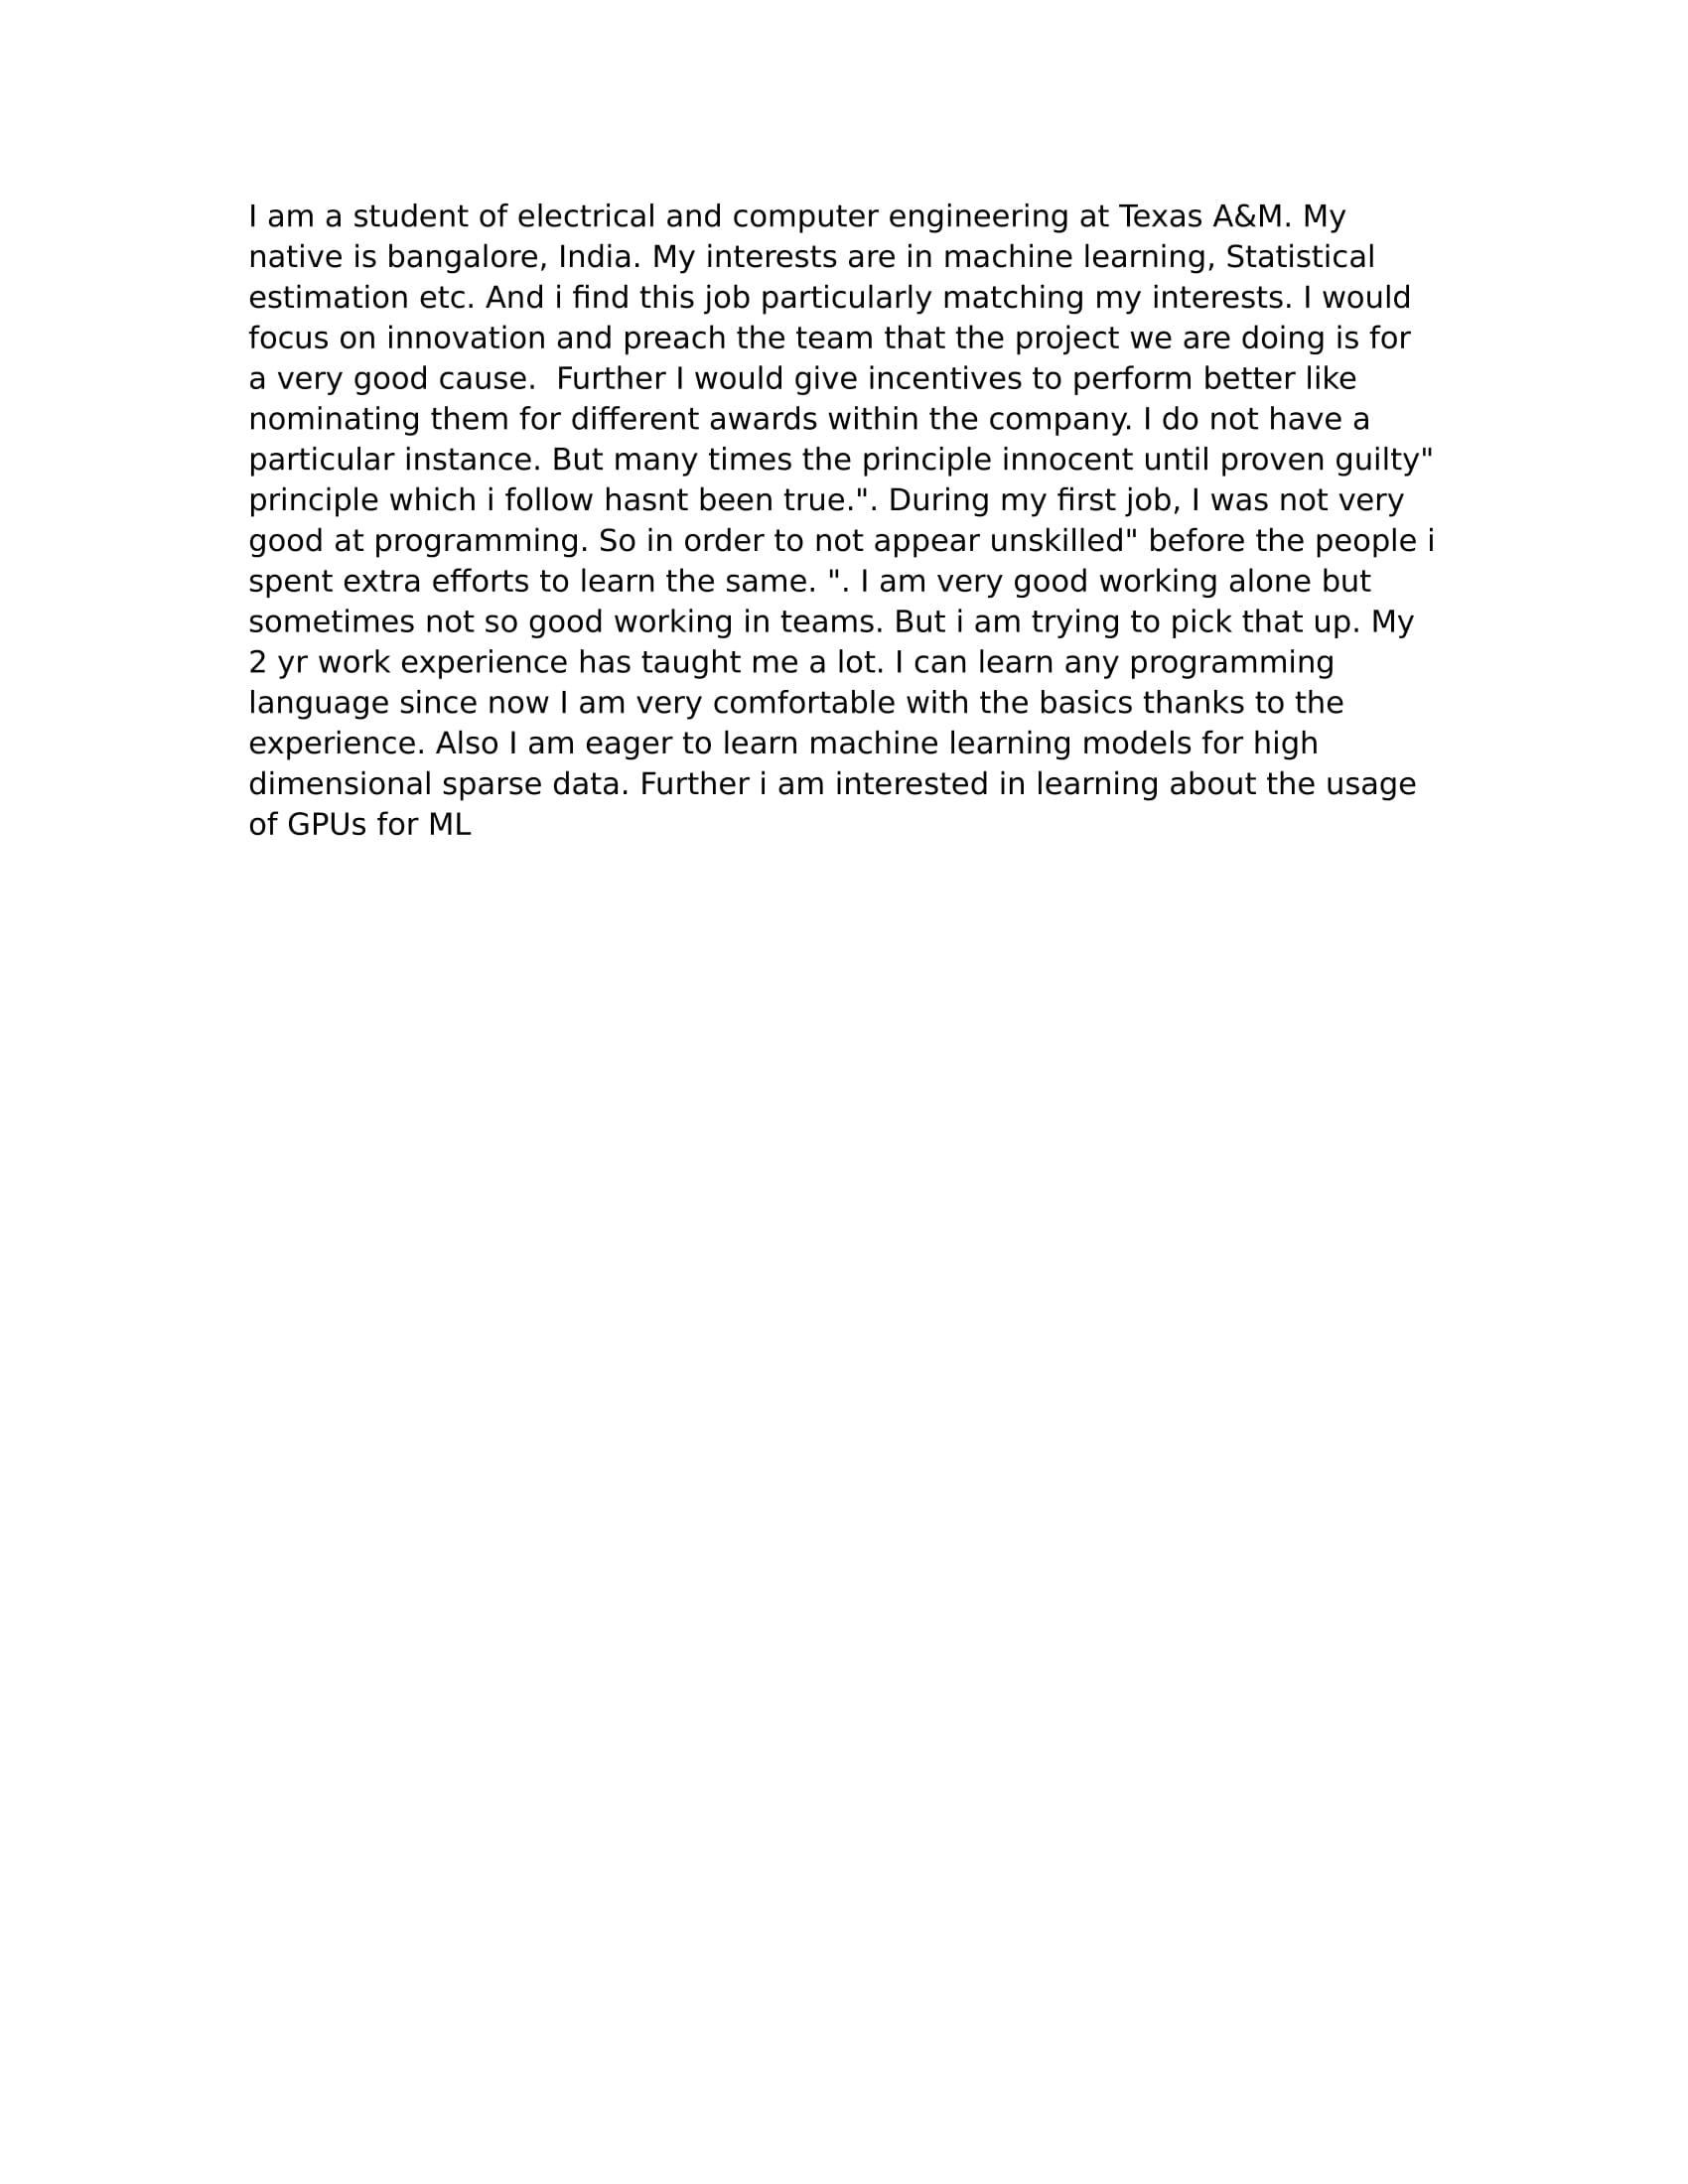 I am a student of electrical and computer engineering at Texas A&M. My
native is bangalore, India. My interests are in machine learning, Statistical
estimation etc. And i find this job particularly matching my interests. I would
focus on innovation and preach the team that the project we are doing is for
a very good cause.  Further I would give incentives to perform better like
nominating them for different awards within the company. I do not have a
particular instance. But many times the principle innocent until proven guilty"
principle which i follow hasnt been true.". During my first job, I was not very
good at programming. So in order to not appear unskilled" before the people i
spent extra efforts to learn the same. ". I am very good working alone but
sometimes not so good working in teams. But i am trying to pick that up. My
2 yr work experience has taught me a lot. I can learn any programming
language since now I am very comfortable with the basics thanks to the
experience. Also I am eager to learn machine learning models for high
dimensional sparse data. Further i am interested in learning about the usage
of GPUs for ML